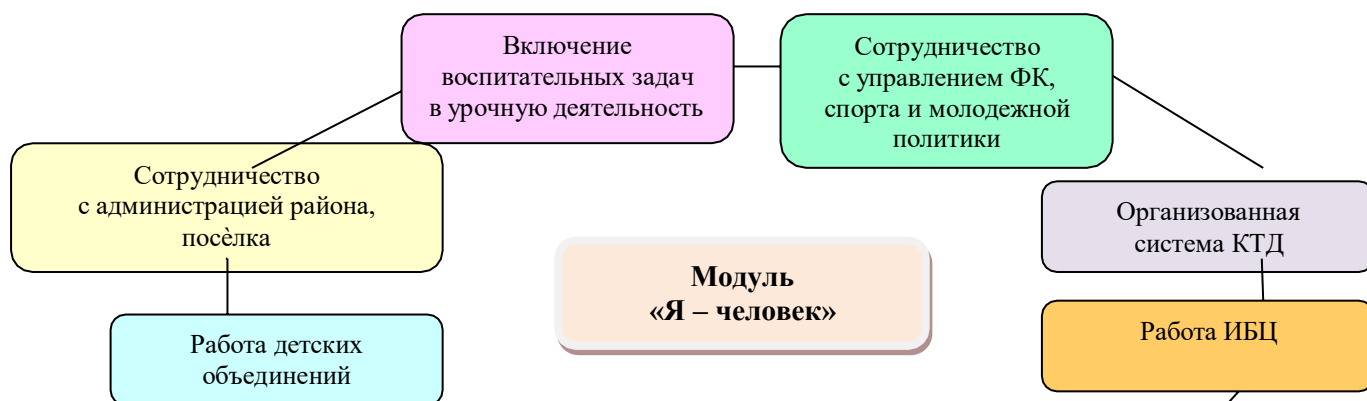 Включение
воспитательных задач
в урочную деятельность
Сотрудничество
с управлением ФК,
спорта и молодежной
политики
Сотрудничество
с администрацией района,
посѐлка
Организованная
система КТД
Модуль
«Я – человек»
Работа детских
объединений
Работа ИБЦ